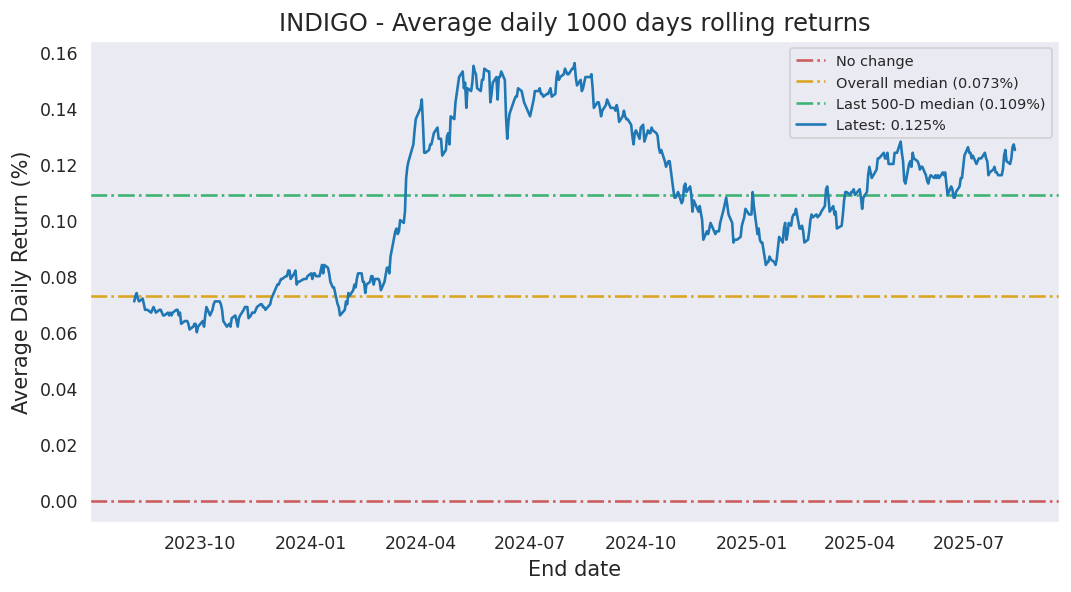 INDIGO - Average daily 1000 days rolling returns
Average Daily Return (%)
0.16
0.14
0.12
0.10
0.08
0.06
0.04
0.02
0.00
No change
Overall median (0.073%)
Last 500-D median (0.109%)
Latest: 0.125%
2023-10 2024-01 2024-04 2024-07 2024-10 2025-01 2025-04 2025-07
End date